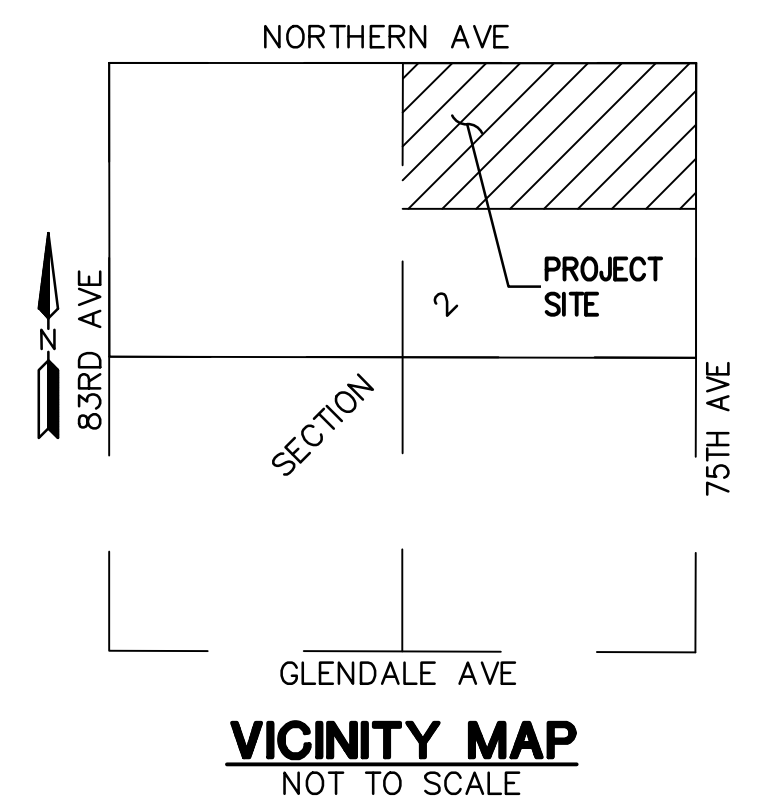 NORTHERN AVE
PROJECT
SITE
2
SECTION
N
83RD AVE
75TH AVE
GLENDALE AVE
VICINITY MAP
NOT TO SCALE